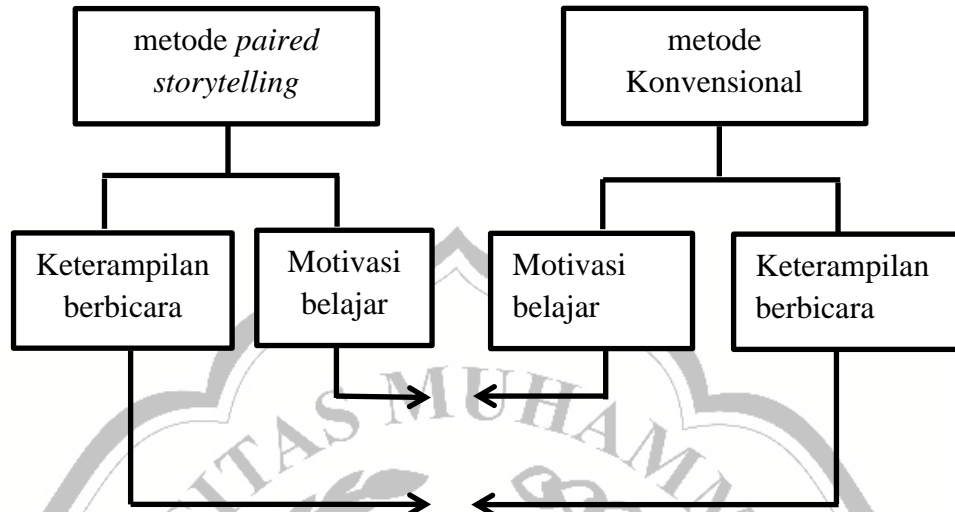 metode paired
storytelling
metode
Konvensional
Keterampilan
berbicara
Motivasi
belajar
Motivasi
belajar
Keterampilan
berbicara